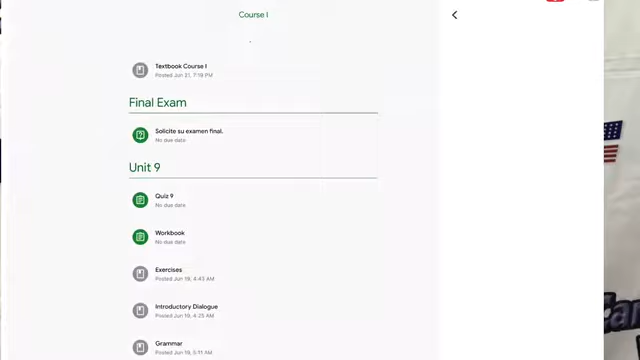 Course I
Textbook Course I
Posted Jun 21, 7:19 PM
Final Exam
Solicite su examen final.
No due date
Unit 9
Quiz 9
No due date
Workbook
No due date
Exercises
Posted Jun 19, 4:43 AM
Introductory Dialogue
Posted Jun 19, 4:25 AM
Grammar
Posted Jun 19, 5:11 AM